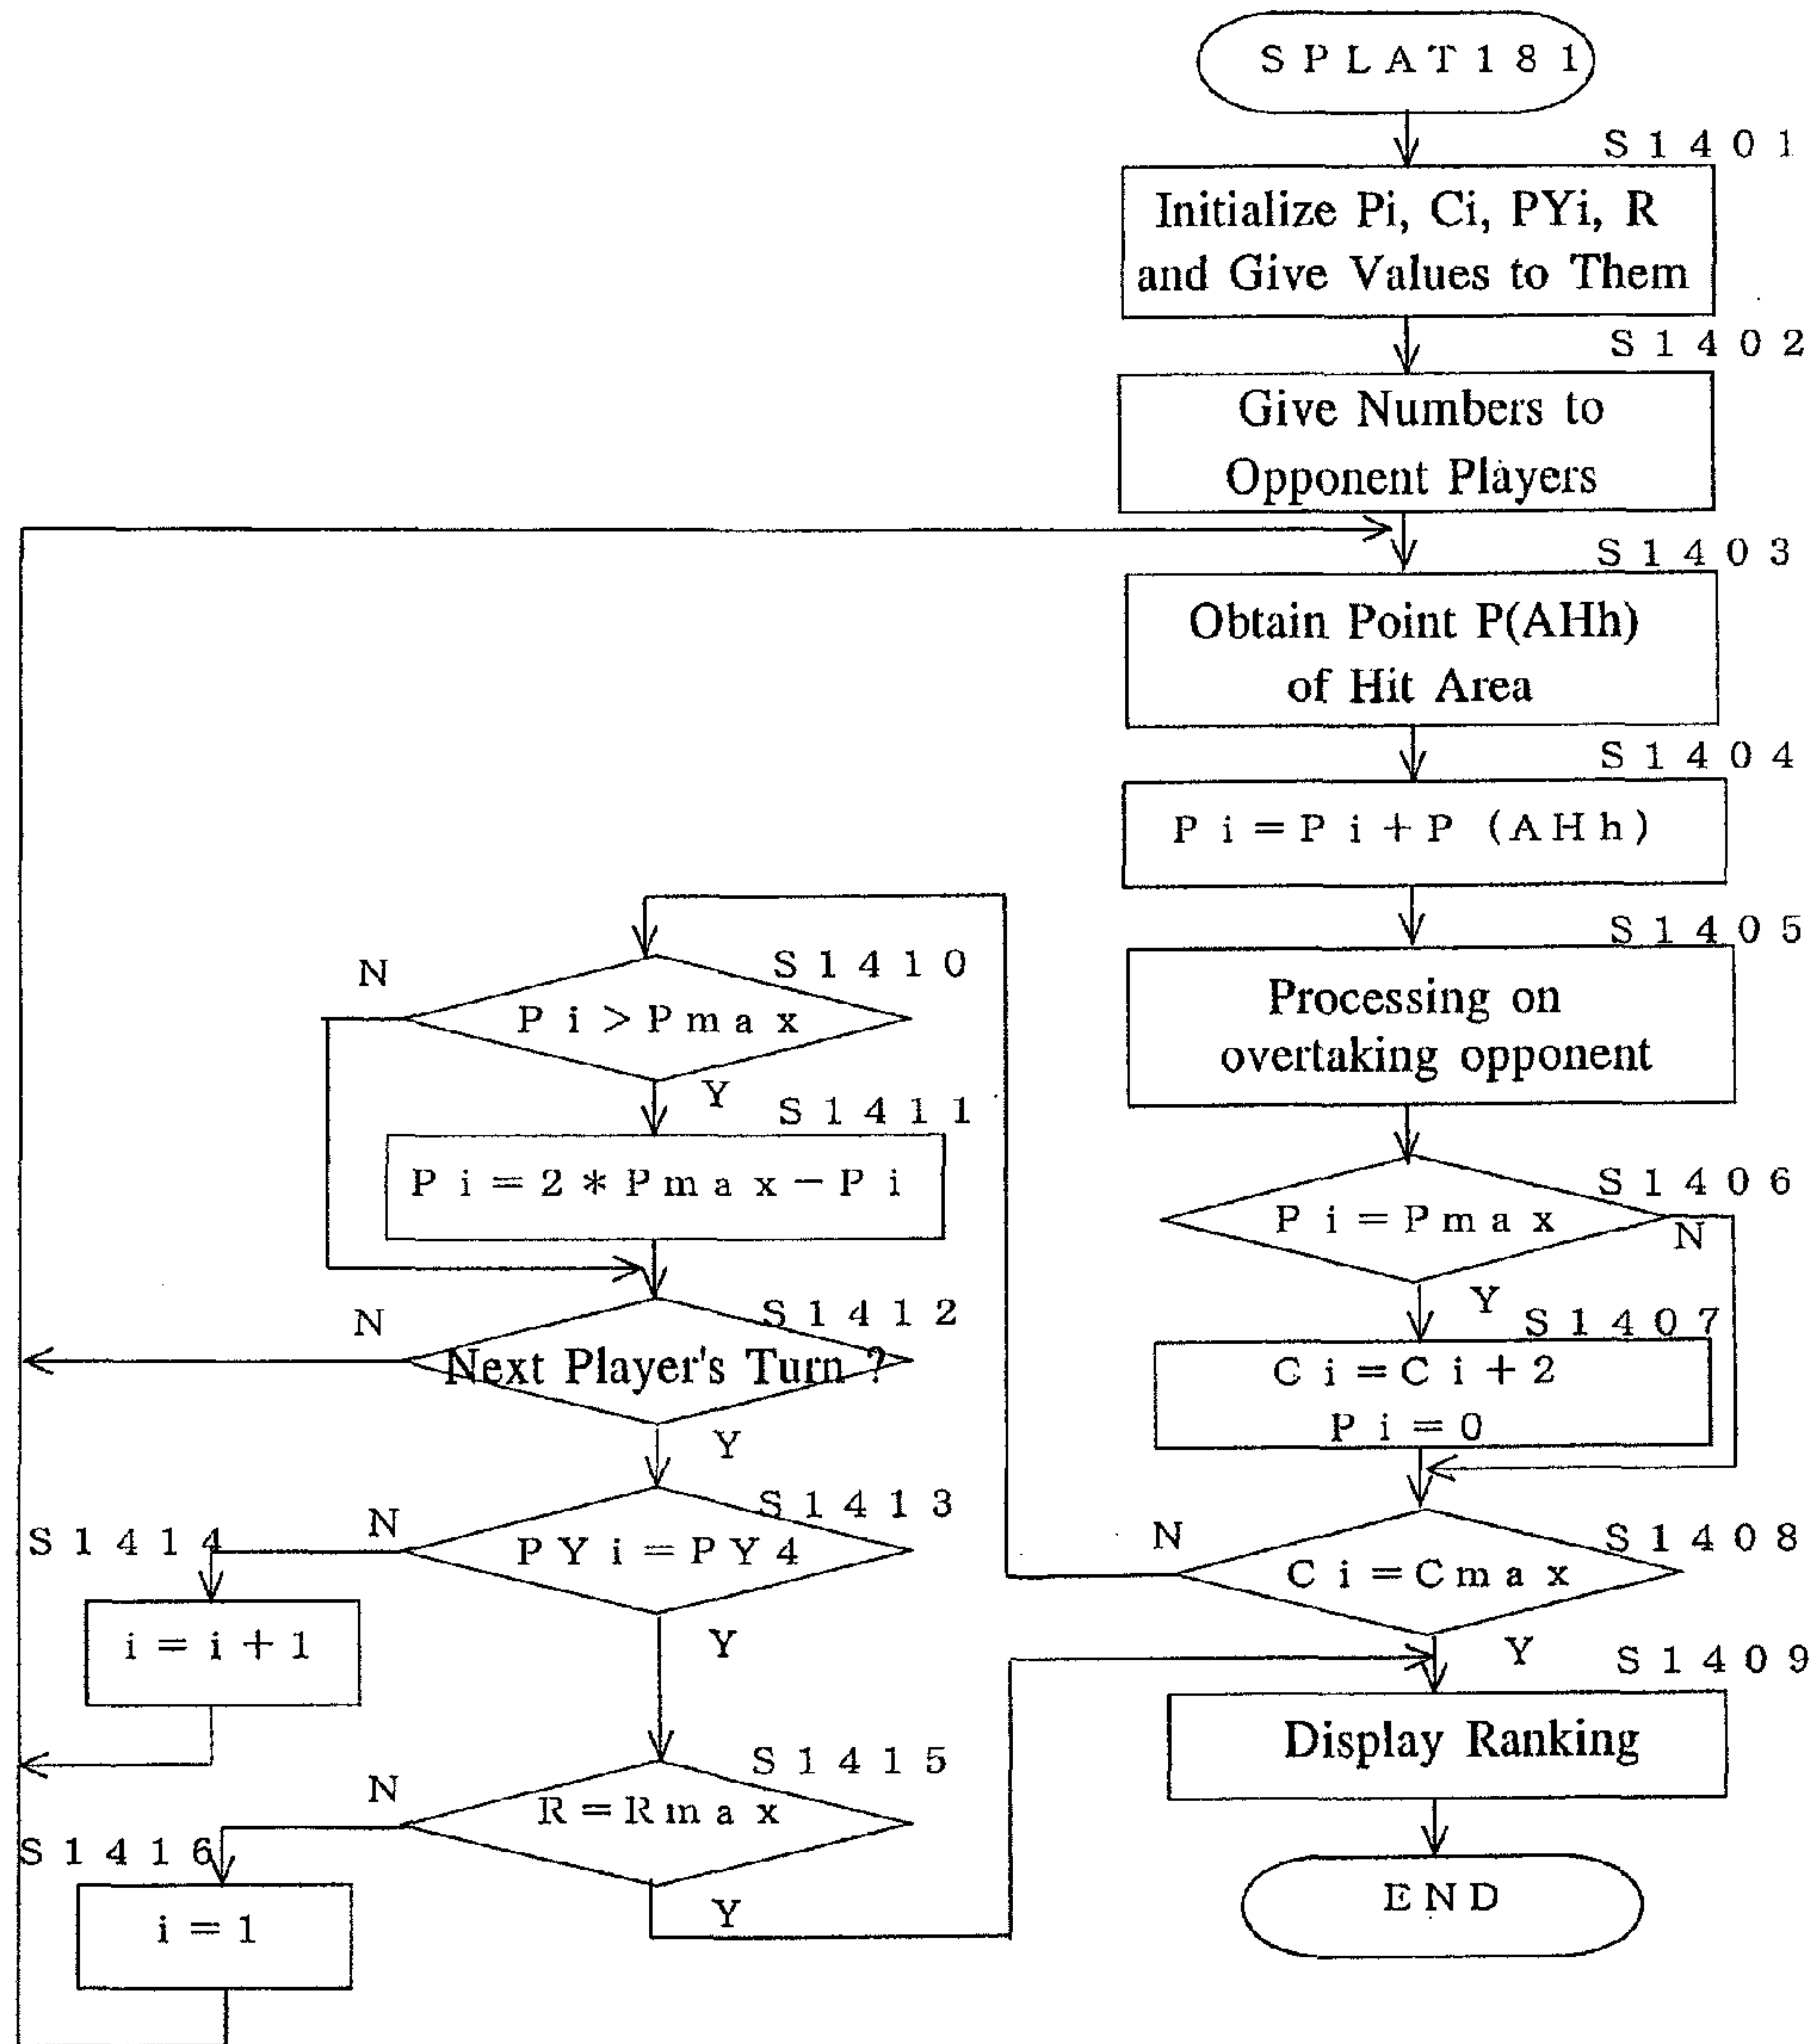 SPLAT181
S1401
Initialize Pi, Ci, PYi, R
and Give Values to Them
S1402
Give Numbers to
Opponent Players
S1403
Obtain Point P(AHh)
of Hit Area
S1404
Pi=Pi+P (AHh)
S1405
Processing on
overtaking opponent
S1406
Pi=Pmax
N
Y
S1407
Ci=Ci+2
Pi=0
S1408
N
Ci=Cmax
Y
S1409
Display Ranking
END
S1410
N
Pi>Pmax
Y
S1411
Pi=2*Pmax-Pi
S1412
N
Next Player's Turn ?
Y
S1413
N
PYi=PY4
Y
S1414
i=i+1
S1415
N
R=Rmax
Y
S1416
i=1